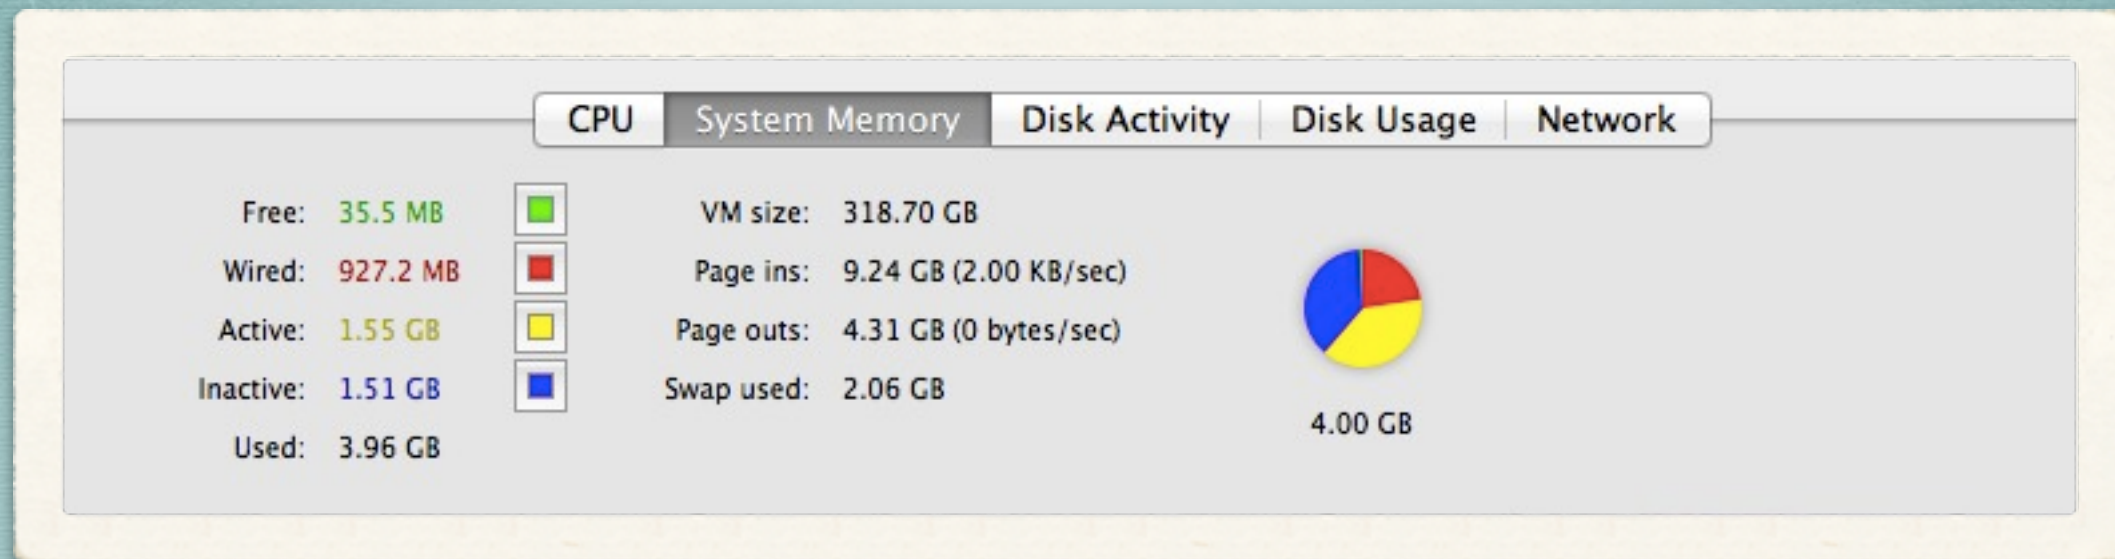 CPU System Memory Disk Activity Disk Usage Network
Free: 35.5 MB
Wired: 927.2 MB
Active: 1.55 GB
Inactive: 1.51 GB
Used: 3.96 GB
VM size: 318.70 GB
Page ins: 9.24 GB (2.00 KB/sec)
Page outs: 4.31 GB (0 bytes/sec)
Swap used: 2.06 GB
4.00 GB